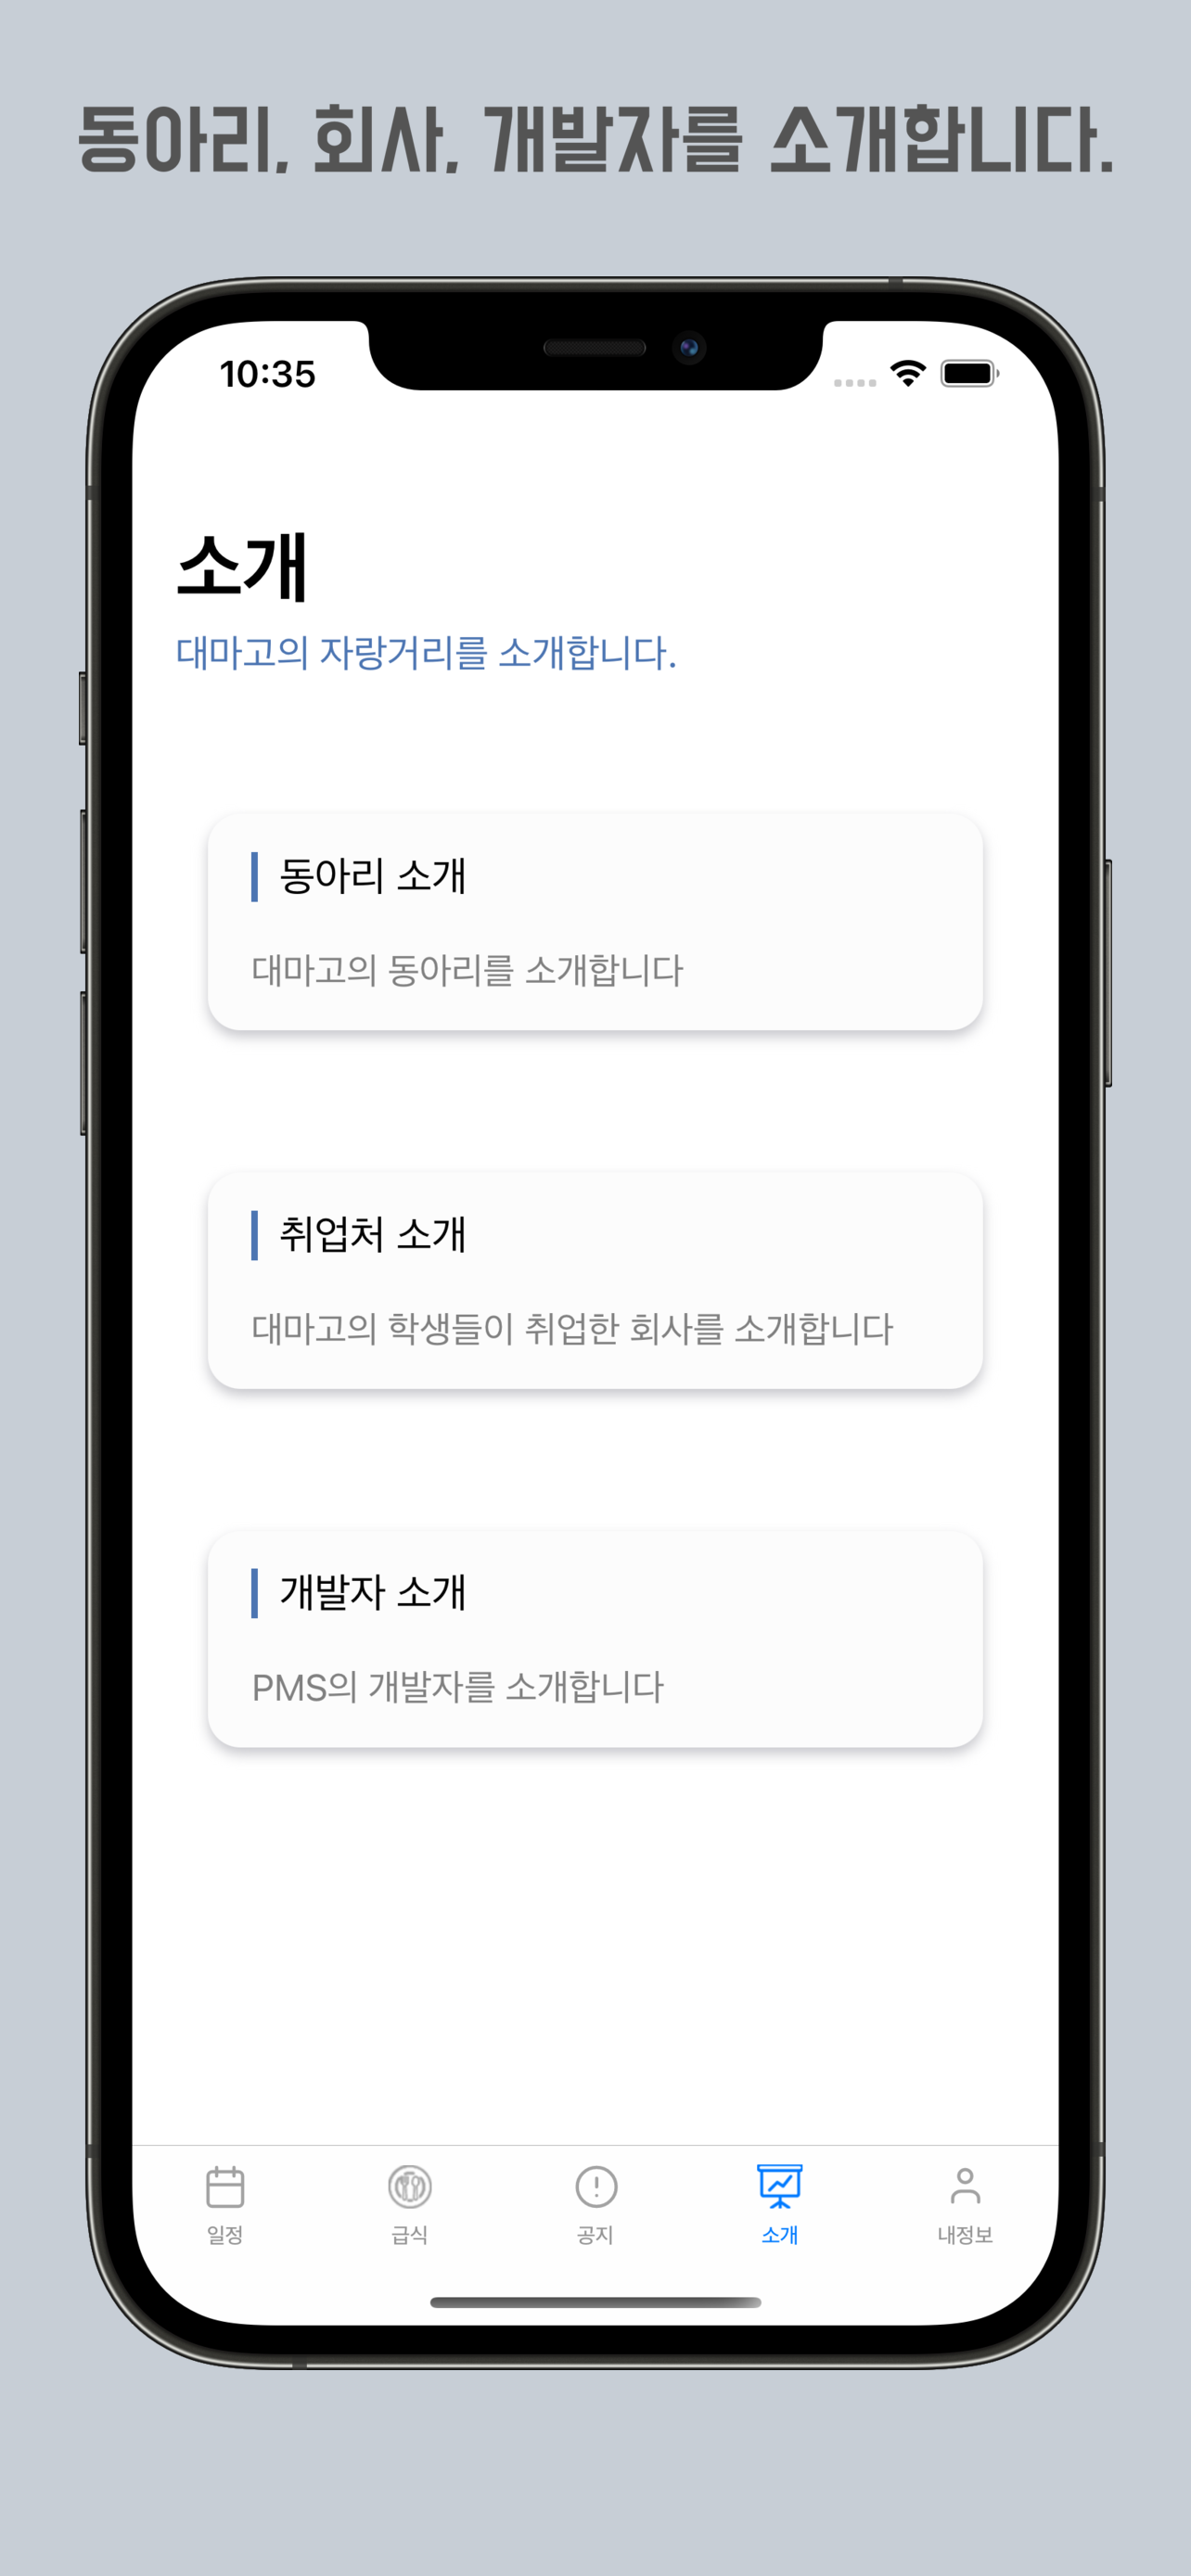 동아리, 회사, 개발자를 소개합니다.
10:35
소개
대마고의 자랑거리를 소개합니다.
동아리 소개
대마고의 동아리를 소개합니다
취업처 소개
대마고의 학생들이 취업한 회사를 소개합니다
개발자 소개
PMS의 개발자를 소개합니다
일정 급식 공지 소개 내정보